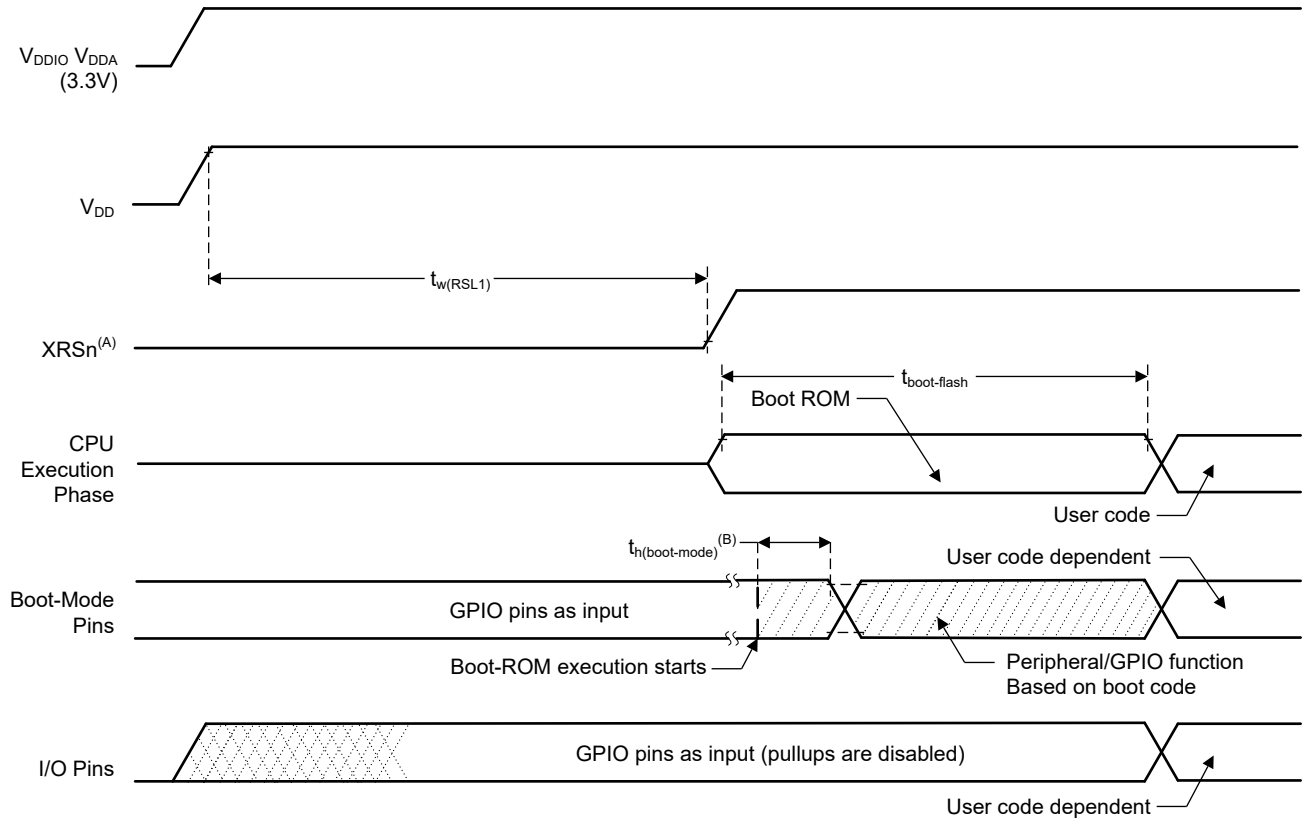 VDDIO VDDA
(3.3V)
VDD
tw(RSL1)
XRSn(A)
tboot-flash
Boot ROM
CPU
Execution
Phase
User code
th(boot-mode)(B)
User code dependent
Boot-Mode
Pins
GPIO pins as input
Boot-ROM execution starts
Peripheral/GPIO function
Based on boot code
I/O Pins
GPIO pins as input (pullups are disabled)
User code dependent